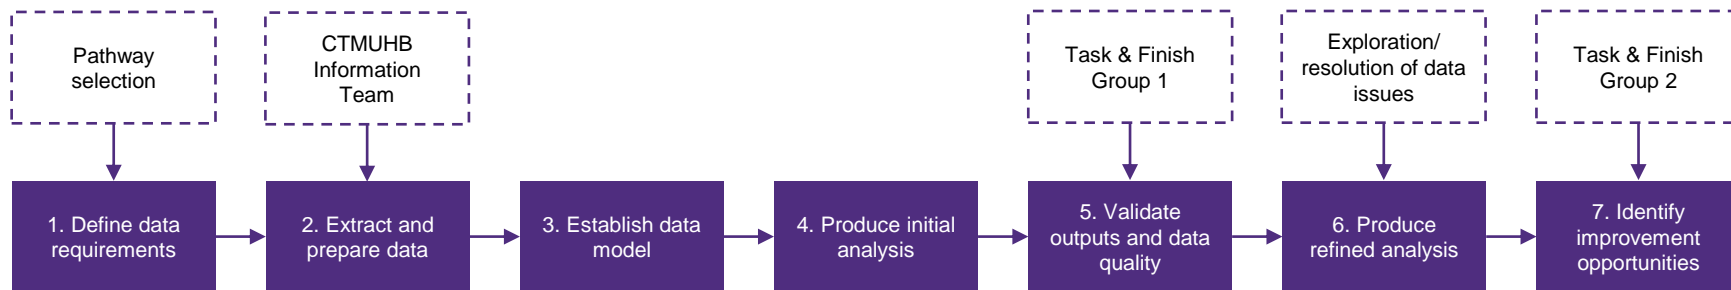 Pathway
selection
CTMUHB
Information
Team
Task & Finish
Group 1
Exploration/
resolution of data
issues
Task & Finish
Group 2
1. Define data
requirements
2. Extract and
prepare data
3. Establish data
model
4. Produce initial
analysis
5. Validate
outputs and data
quality
6. Produce
refined analysis
7. Identify
improvement
opportunities